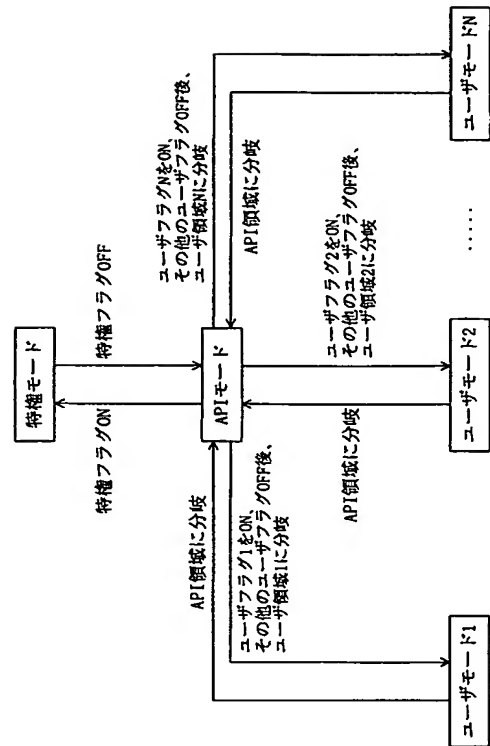 特権モード
特権フラグON
特権フラグOFF
APIモード
API領域に分岐
ユーザフラグ1をON、
その他のユーザフラグOFF後、
ユーザ領域1に分岐
API領域に分岐
ユーザフラグ2をON、
その他のユーザフラグOFF後、
ユーザ領域2に分岐
ユーザフラグNをON、
その他のユーザフラグOFF後、
ユーザ領域Nに分岐
API領域に分岐
ユーザモード1
ユーザモード2
.....
ユーザモードN